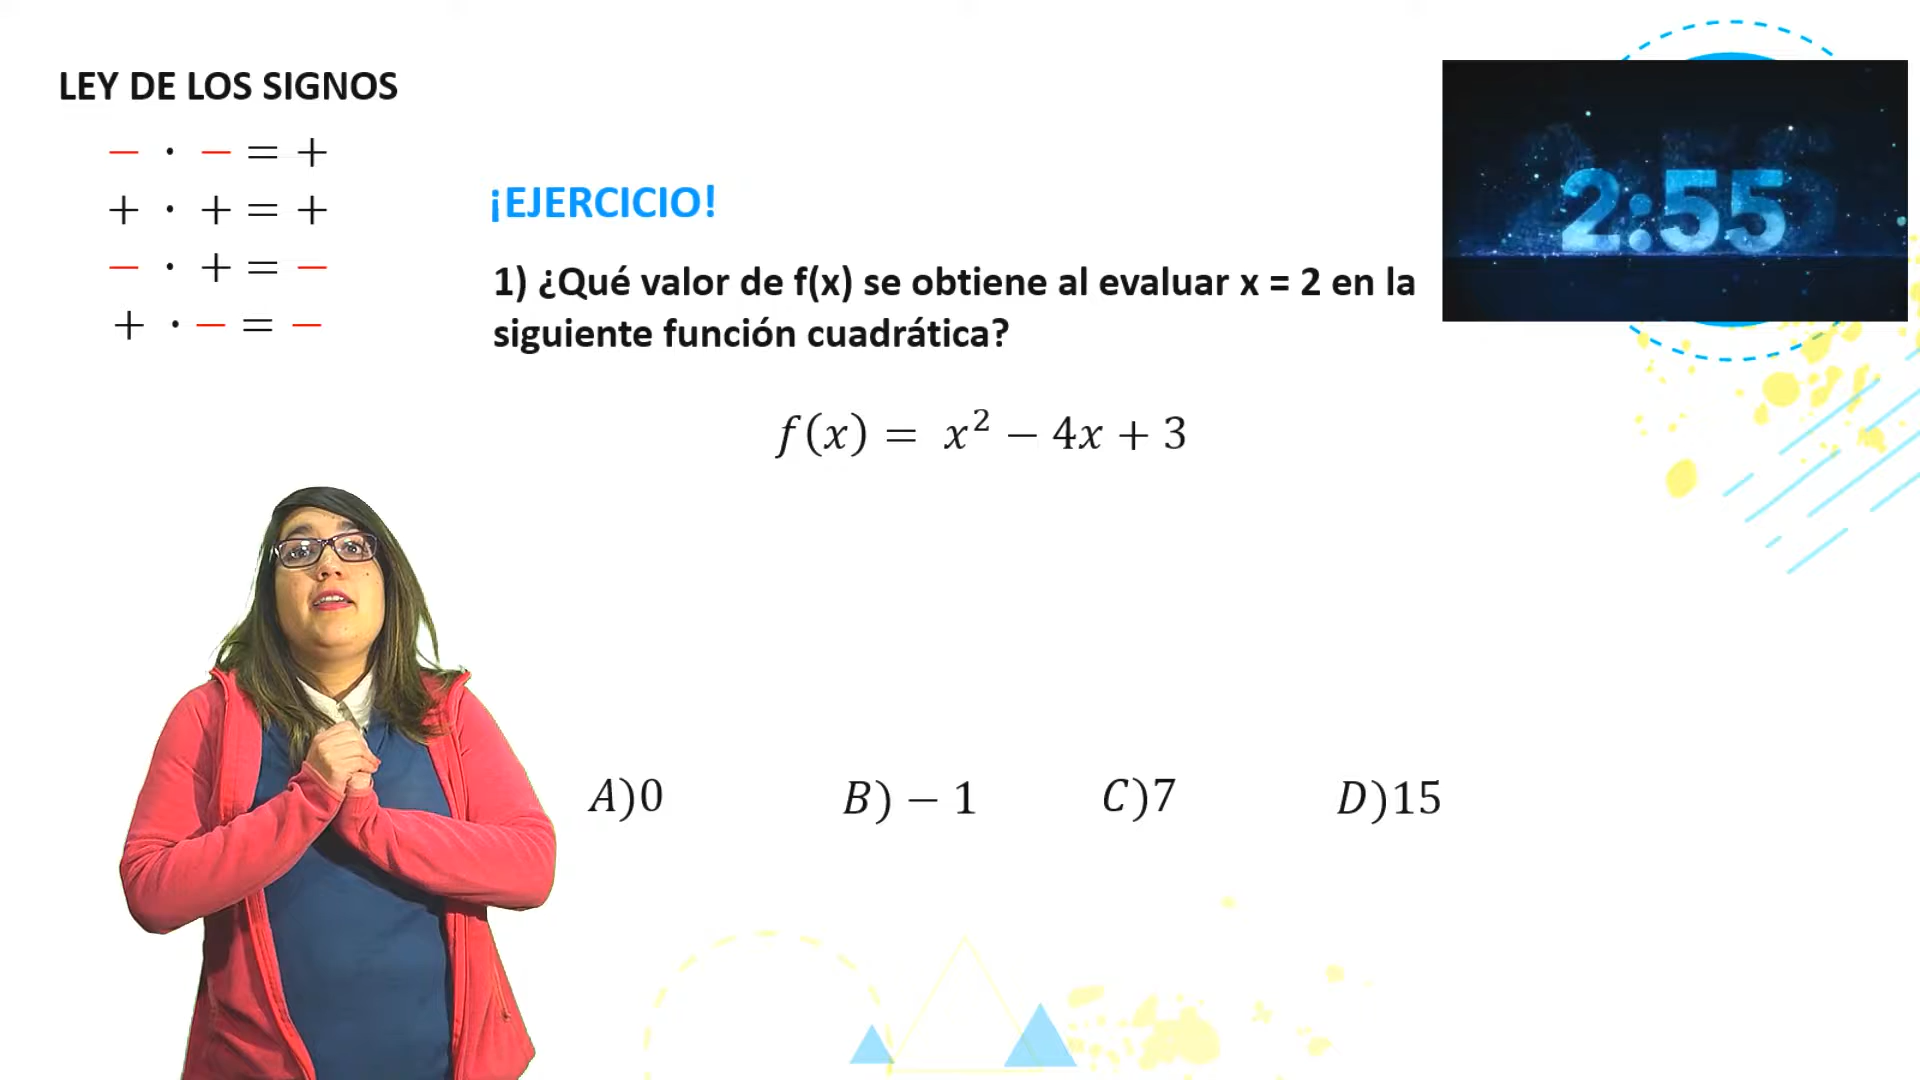 LEY DE LOS SIGNOS
− · − = +
+ · + = +
− · + = −
+ · − = −
¡EJERCICIO!
1) ¿Qué valor de f(x) se obtiene al evaluar x = 2 en la
siguiente función cuadrática?
f(x) = x² − 4x + 3
2:55
A)0 B) − 1 C)7 D)15